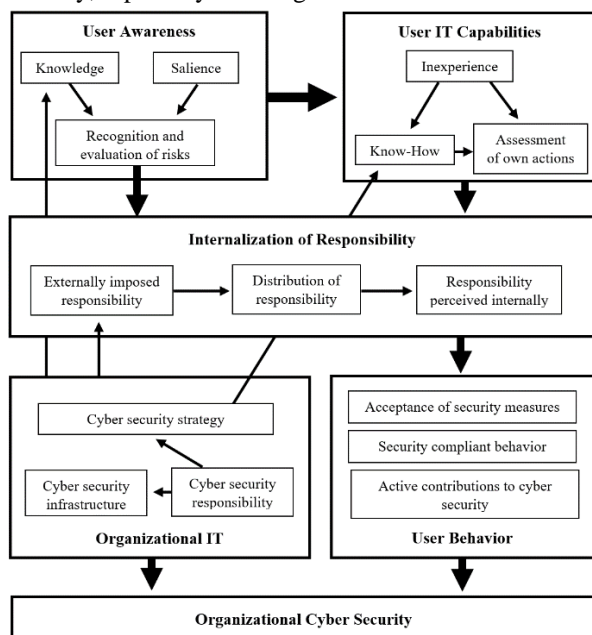 User Awareness
Knowledge
Salience
Recognition and
evaluation of risks
User IT Capabilities
Inexperience
Know-How
Assessment
of own actions
Internalization of Responsibility
Externally imposed
responsibility
Distribution of
responsibility
Responsibility
perceived internally
Cyber security strategy
Cyber security
infrastructure
Cyber security
responsibility
Organizational IT
Acceptance of security measures
Security compliant behavior
Active contributions to cyber
security
User Behavior
Organizational Cyber Security